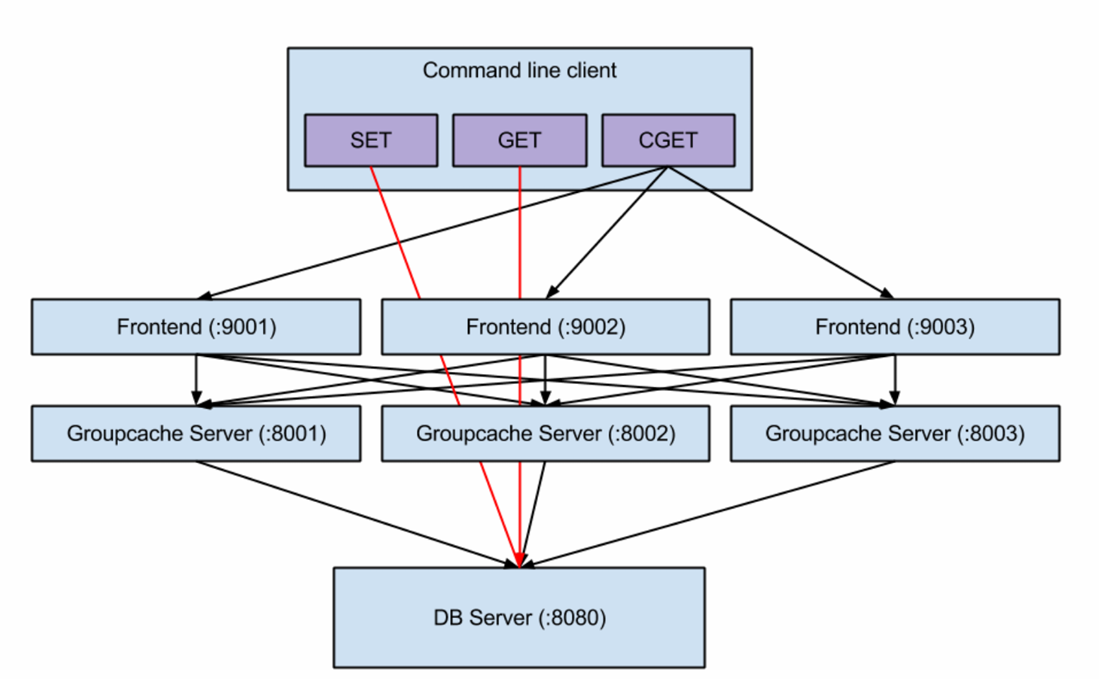 Command line client
SET
GET
CGET
Frontend (:9001)
Frontend (:9002)
Frontend (:9003)
Groupcache Server (:8001)
Groupcache Server (:8002)
Groupcache Server (:8003)
DB Server (:8080)